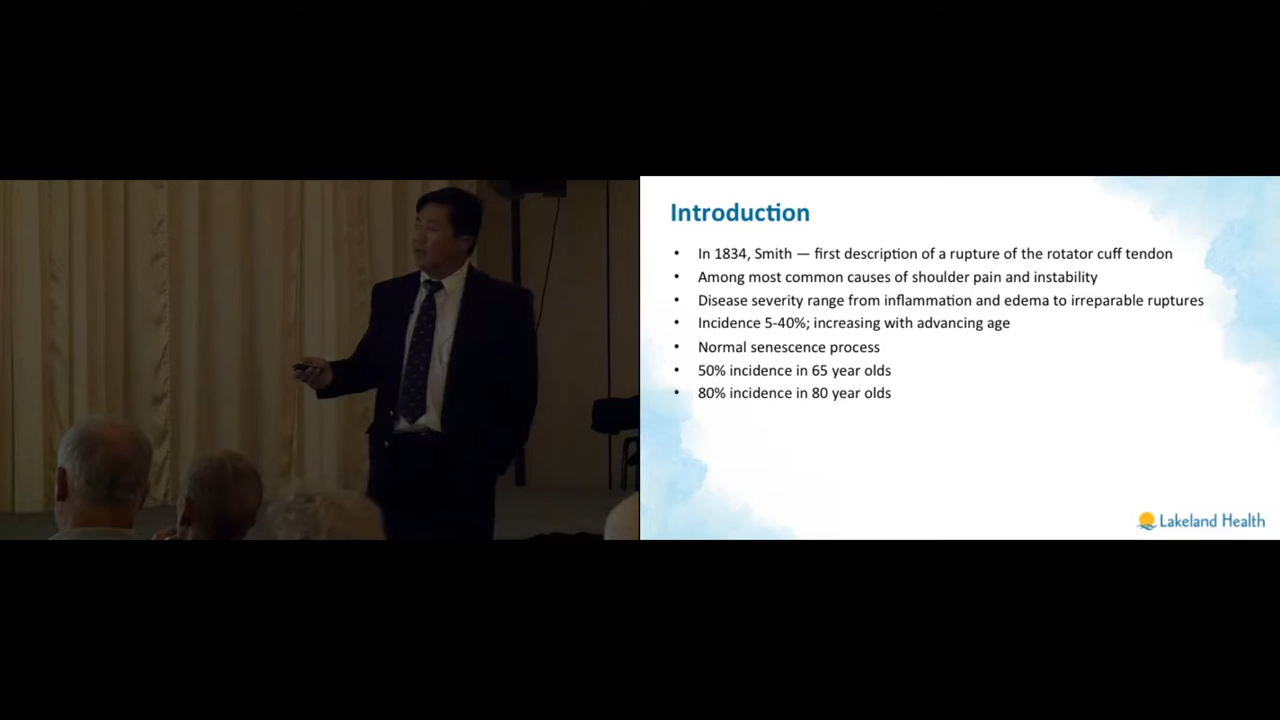 Introduction
• In 1834, Smith — first description of a rupture of the rotator cuff tendon
• Among most common causes of shoulder pain and instability
• Disease severity range from inflammation and edema to irreparable ruptures
• Incidence 5-40%; increasing with advancing age
• Normal senescence process
• 50% incidence in 65 year olds
• 80% incidence in 80 year olds
Lakeland Health